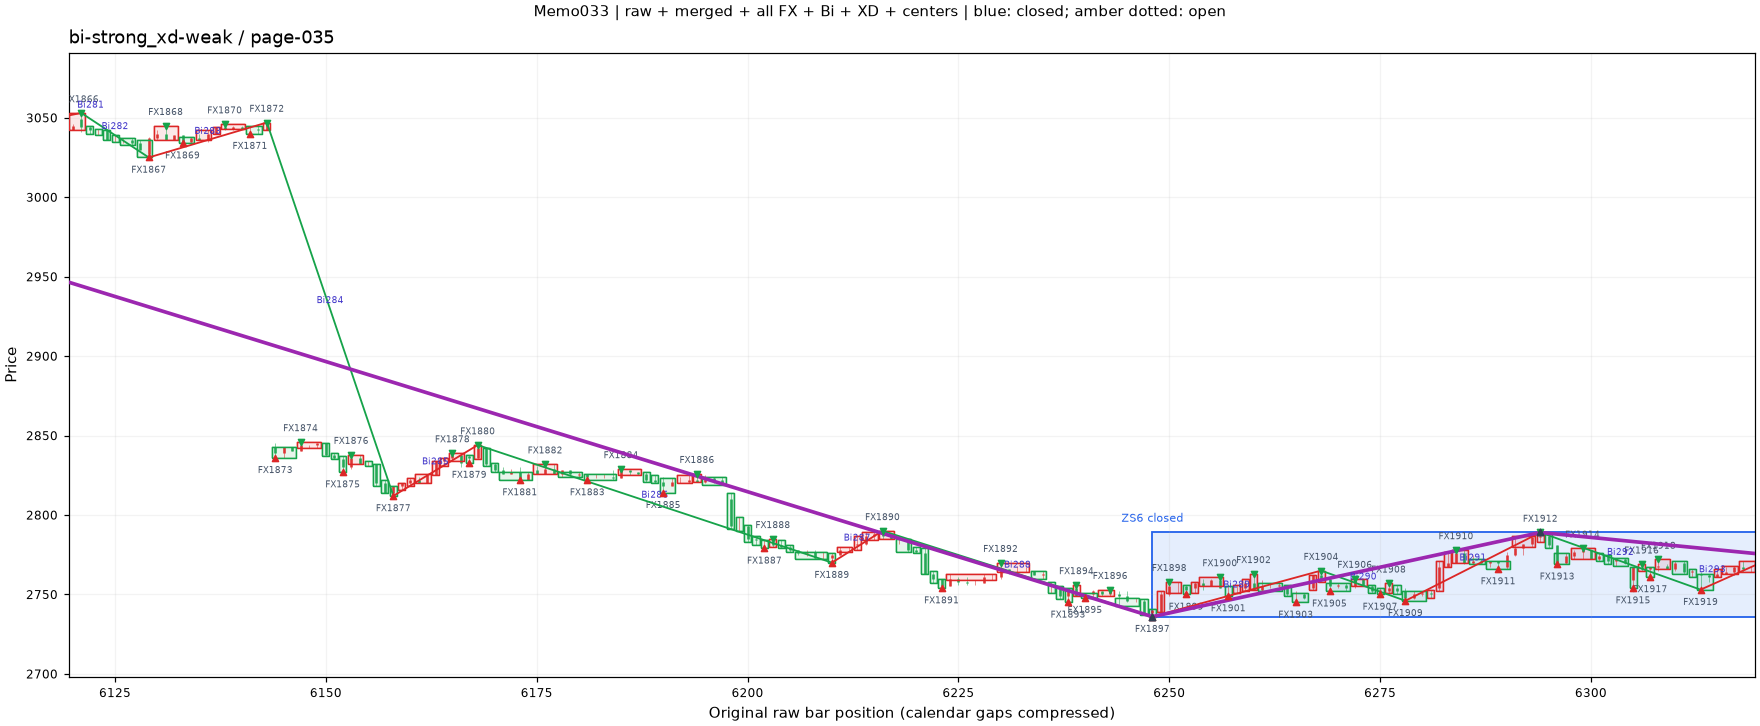 Memo033 | raw + merged + all FX + Bi + XD + centers | blue: closed; amber dotted: open
bi-strong_xd-weak / page-035
Price
3050
3000
2950
2900
2850
2800
2750
2700
Bi281
Bi282
FX1867
FX1868
FX1869
FX1870
FX1871
FX1872
Bi284
FX1873
FX1874
FX1875
FX1876
FX1877
FX1878
FX1879
FX1880
FX1881
FX1882
FX1883
FX1885
FX1886
FX1887
FX1888
FX1889
FX1890
FX1891
FX1892
Bi288
FX1893
FX1894
FX1895
FX1896
FX1897
ZS6 closed
FX1898
FX1900
FX1901
FX1902
FX1903
FX1904
FX1905
FX1906
FX1907
FX1908
FX1909
FX1910
Bi291
FX1911
FX1912
FX1913
Bi292
FX1915
FX1916
FX1917
Bi293
FX1919
6125
6150
6175
6200
6225
6250
6275
6300
Original raw bar position (calendar gaps compressed)